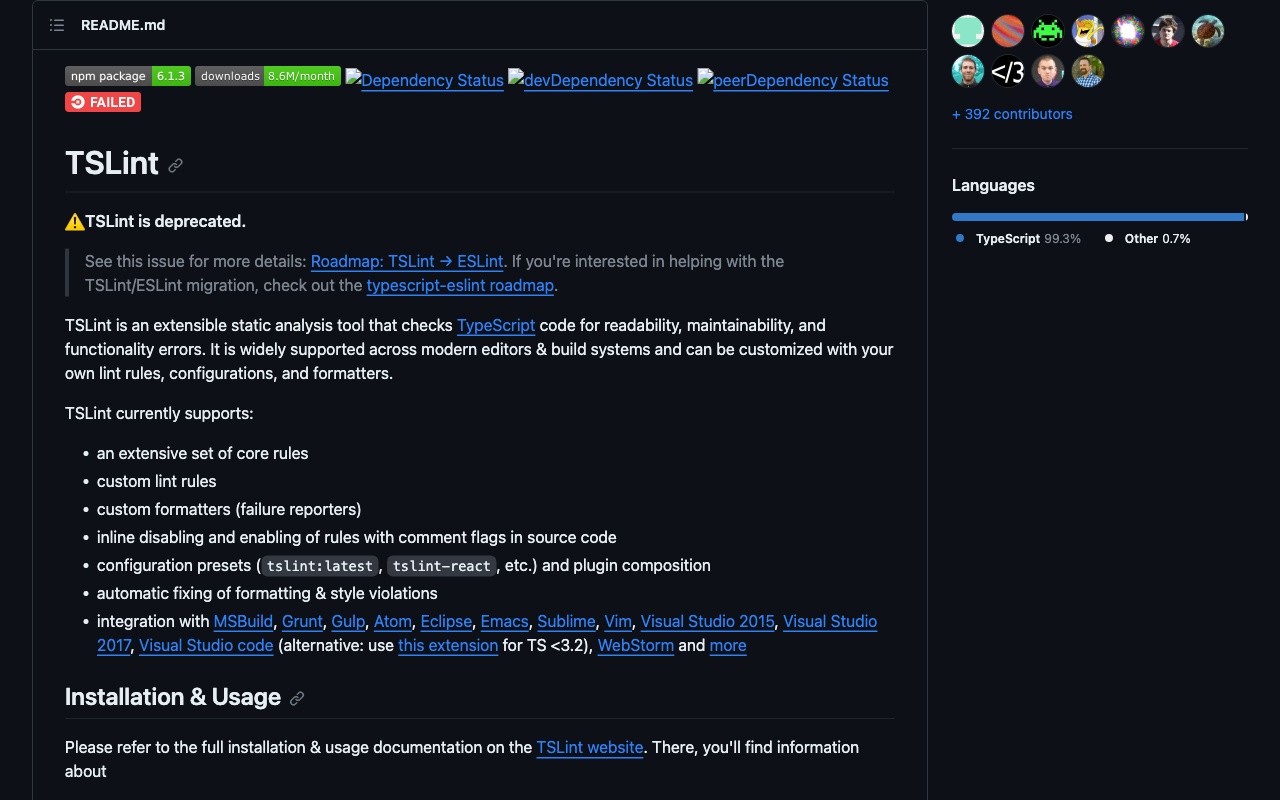 README.md
npm package 6.1.3 downloads 8.6M/month Dependency Status devDependency Status peerDependency Status
FAILED
TSLint
⚠️TSLint is deprecated.
See this issue for more details: Roadmap: TSLint → ESLint. If you're interested in helping with the
TSLint/ESLint migration, check out the typescript-eslint roadmap.
TSLint is an extensible static analysis tool that checks TypeScript code for readability, maintainability, and
functionality errors. It is widely supported across modern editors & build systems and can be customized with your
own lint rules, configurations, and formatters.
TSLint currently supports:
• an extensive set of core rules
• custom lint rules
• custom formatters (failure reporters)
• inline disabling and enabling of rules with comment flags in source code
• configuration presets (tslint:latest, tslint-react, etc.) and plugin composition
• automatic fixing of formatting & style violations
• integration with MSBuild, Grunt, Gulp, Atom, Eclipse, Emacs, Sublime, Vim, Visual Studio 2015, Visual Studio
2017, Visual Studio code (alternative: use this extension for TS <3.2), WebStorm and more
Installation & Usage
Please refer to the full installation & usage documentation on the TSLint website. There, you'll find information
about
</3
+ 392 contributors
Languages
TypeScript 99.3% Other 0.7%